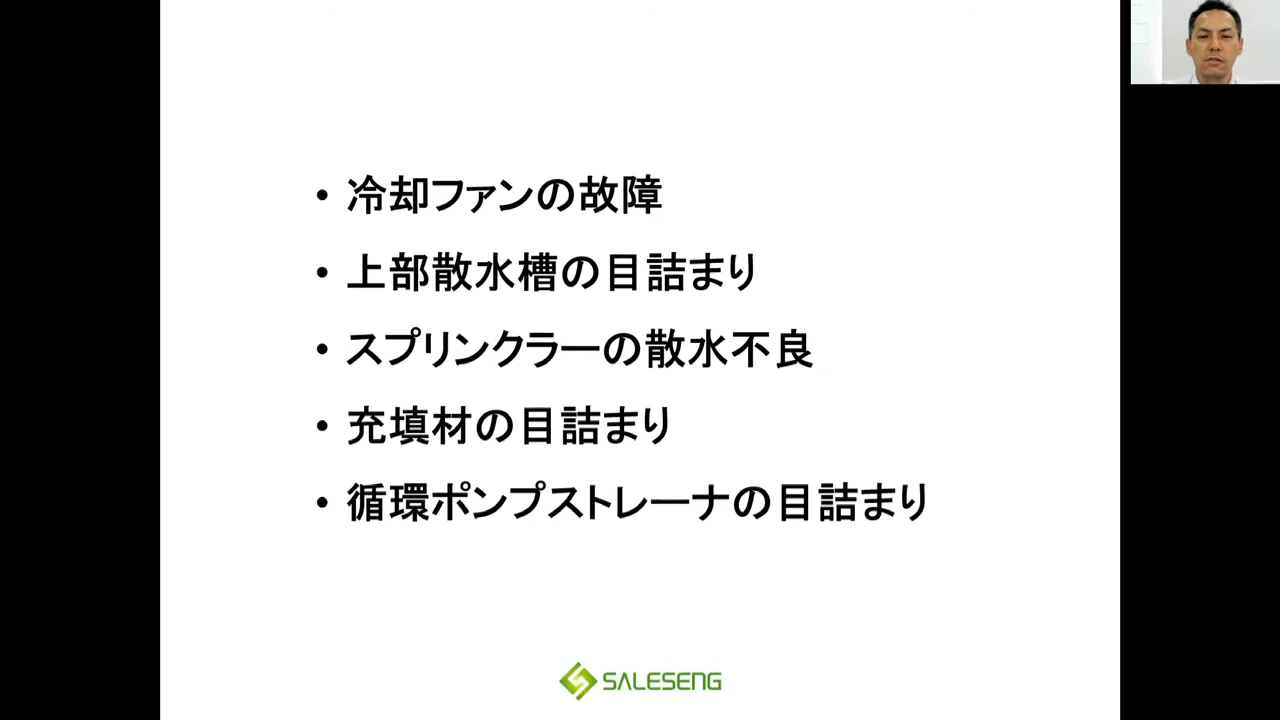 • 冷却ファンの故障
• 上部散水槽の目詰まり
• スプリンクラーの散水不良
• 充填材の目詰まり
• 循環ポンプストレーナの目詰まり
SALESENG